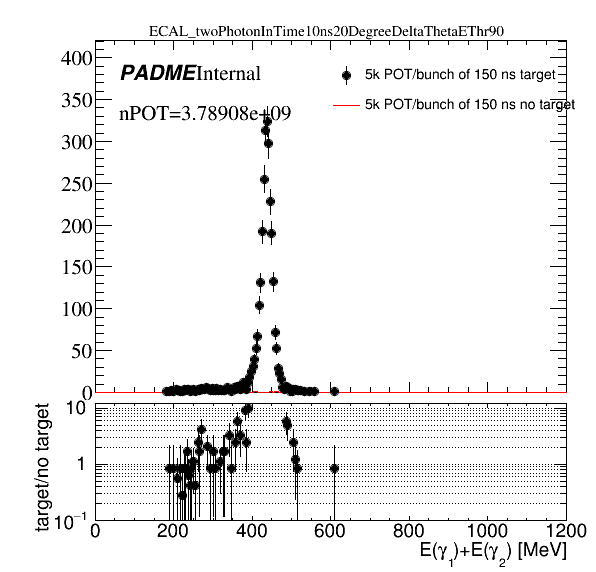 ECAL_twoPhotonInTime10ns20DegreeDeltaThetaEThr90
PADME Internal
nPOT=3.78908e+09
5k POT/bunch of 150 ns target
5k POT/bunch of 150 ns no target
400
350
300
250
200
150
100
50
0
target/no target
10
1
10⁻¹
0 200 400 600 800 1000 1200
E(γ₁)+E(γ₂) [MeV]